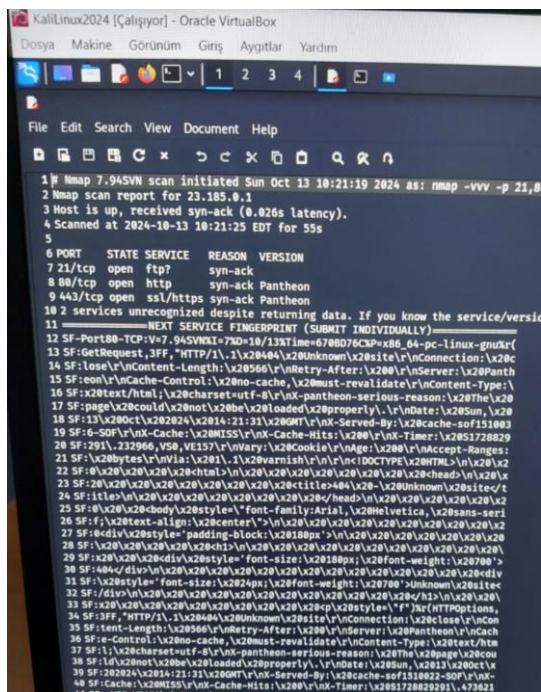 KaliLinux2024 [Çalışıyor] - Oracle VirtualBox
Dosya Makine Görünüm Giriş Aygıtlar Yardım
1 2 3 4
File Edit Search View Document Help
1 # Nmap 7.94SVN scan initiated Sun Oct 13 10:21:19 2024 as: nmap -vvv -p 21,8
2 Nmap scan report for 23.185.0.1
3 Host is up, received syn-ack (0.026s latency).
4 Scanned at 2024-10-13 10:21:25 EDT for 55s
5
6 PORT STATE SERVICE REASON VERSION
7 21/tcp open ftp? syn-ack
8 80/tcp open http syn-ack Pantheon
9 443/tcp open ssl/https syn-ack Pantheon
10 2 services unrecognized despite returning data. If you know the service/versio
11 ==============NEXT SERVICE FINGERPRINT (SUBMIT INDIVIDUALLY)==============
12 SF-Port80-TCP:V=7.94SVN%I=7%D=10/13%Time=670BD76C%P=x86_64-pc-linux-gnu%r(
13 SF:GetRequest,3FF,"HTTP/1\.1\x20404\x20Unknown\x20site\r\nConnection:\x20c
14 SF:lose\r\nContent-Length:\x20566\r\nRetry-After:\x200\r\nServer:\x20Panth
15 SF:eon\r\nCache-Control:\x20no-cache,\x20must-revalidate\r\nContent-Type:\
16 SF:x20text/html;\x20charset=utf-8\r\nX-pantheon-serious-reason:\x20The\x20
17 SF:page\x20could\x20not\x20be\x20loaded\x20properly\.\r\nDate:\x20Sun,\x20
18 SF:13\x20Oct\x202024\x2014:21:31\x20GMT\r\nX-Served-By:\x20cache-sof151003
19 SF:6-SOF\r\nX-Cache:\x20MISS\r\nX-Cache-Hits:\x200\r\nX-Timer:\x20S1728829
20 SF:291\.232966,VS0,VE157\r\nVary:\x20Cookie\r\nAge:\x200\r\nAccept-Ranges:
21 SF:\x20bytes\r\nVia:\x201\.1\x20varnish\r\n\r\n<!DOCTYPE\x20HTML>\n\x20\x2
22 SF:0\x20\x20\x20<html>\n\x20\x20\x20\x20\x20\x20\x20\x20<head>\n\x20\x
23 SF:20\x20\x20\x20\x20\x20\x20\x20\x20\x20\x20<title>404\x20-\x20Unknown\x20site</t
24 SF:itle>\n\x20\x20\x20\x20\x20\x20\x20\x20</head>\n\x20\x20\x20\x20\x20\x2
25 SF:0\x20\x20<body\x20style=\"font-family:Arial,\x20Helvetica,\x20sans-seri
26 SF:f;\x20text-align:\x20center\">\n\x20\x20\x20\x20\x20\x20\x20\x20\x20\x2
27 SF:0<div\x20style='padding-block:\x20180px'>\n\x20\x20\x20\x20\x20\x20\x20
28 SF:\x20\x20\x20\x20\x20<h1>\n\x20\x20\x20\x20\x20\x20\x20\x20\x20\x20\x20\
29 SF:x20\x20\x20<div\x20style='font-size:\x20180px;\x20font-weight:\x20700'>
30 SF:404</div>\n\x20\x20\x20\x20\x20\x20\x20\x20\x20\x20\x20\x20\x20\x20<div
31 SF:\x20style='font-size:\x2024px;\x20font-weight:\x20700'>Unknown\x20site<
32 SF:/div>\n\x20\x20\x20\x20\x20\x20\x20\x20\x20\x20\x20\x20</h1>\n\x20\x20\
33 SF:x20\x20\x20\x20\x20\x20\x20\x20\x20\x20<p\x20style=\"f")%r(HTTPOptions,
34 SF:3FF,"HTTP/1\.1\x20404\x20Unknown\x20site\r\nConnection:\x20close\r\nCon
35 SF:tent-Length:\x20566\r\nRetry-After:\x200\r\nServer:\x20Pantheon\r\nCach
36 SF:e-Control:\x20no-cache,\x20must-revalidate\r\nContent-Type:\x20text/htm
37 SF:l;\x20charset=utf-8\r\nX-pantheon-serious-reason:\x20The\x20page\x20cou
38 SF:ld\x20not\x20be\x20loaded\x20properly\.\r\nDate:\x20Sun,\x2013\x20Oct\x
39 SF:202024\x2014:21:31\x20GMT\r\nX-Served-By:\x20cache-sof1510022-SOF\r\nX-
40 SF:Cache:\x20MISS\r\nX-Cache-Hits:\x200\r\nX-Timer:\x20S1728829291\.